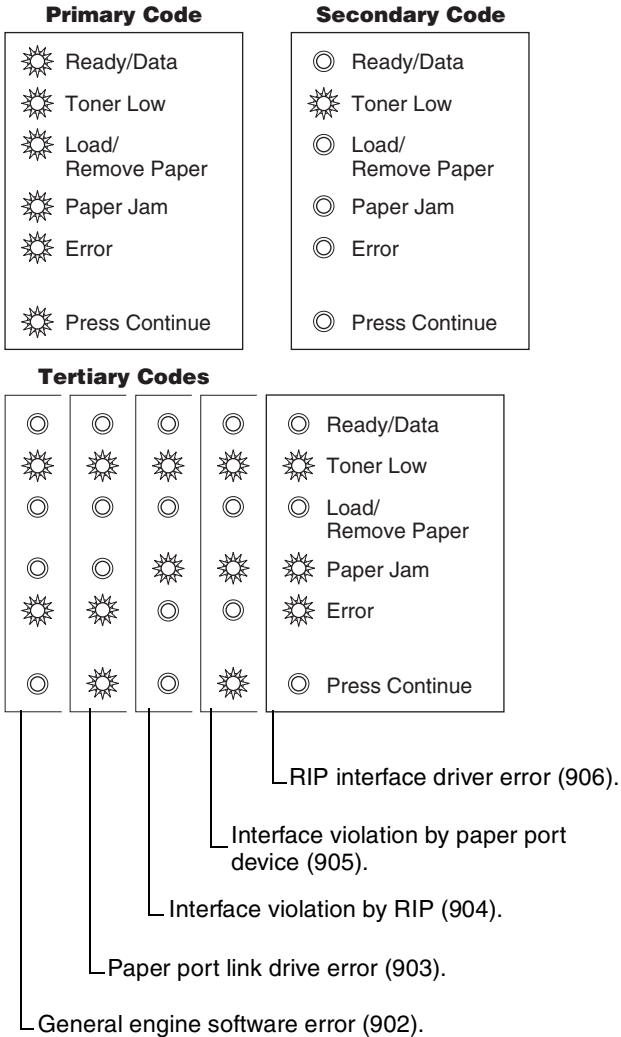 Primary Code
Ready/Data
Toner Low
Load/
Remove Paper
Paper Jam
Error
Press Continue
Secondary Code
Ready/Data
Toner Low
Load/
Remove Paper
Paper Jam
Error
Press Continue
Tertiary Codes
Ready/Data
Toner Low
Load/
Remove Paper
Paper Jam
Error
Press Continue
RIP interface driver error (906).
Interface violation by paper port
device (905).
Interface violation by RIP (904).
Paper port link drive error (903).
General engine software error (902).